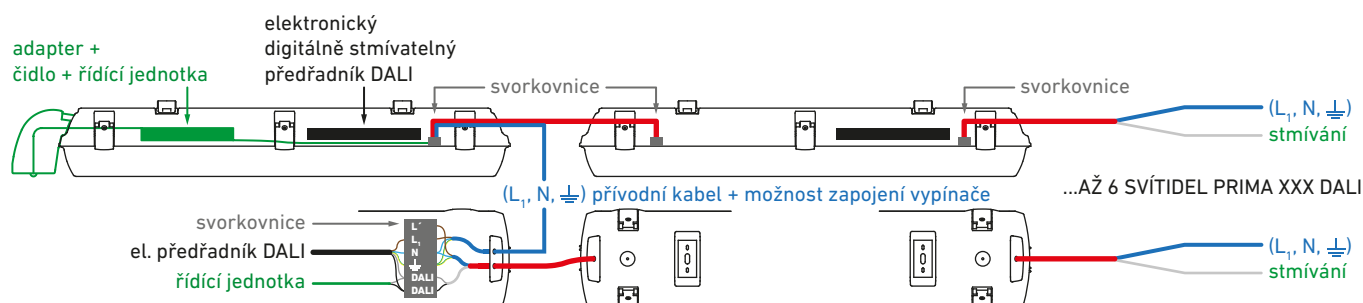 elektronický
digitálně stmívatelný
předřadník DALI
adapter +
čidlo + řídící jednotka
svorkovnice
svorkovnice
(L₁, N, ⏚)
stmívání
(L₁, N, ⏚) přívodní kabel + možnost zapojení vypínače
...AŽ 6 SVÍTIDEL PRIMA XXX DALI
svorkovnice
el. předřadník DALI
řídící jednotka
L´
L₁
N
⏚
DALI
DALI
(L₁, N, ⏚)
stmívání